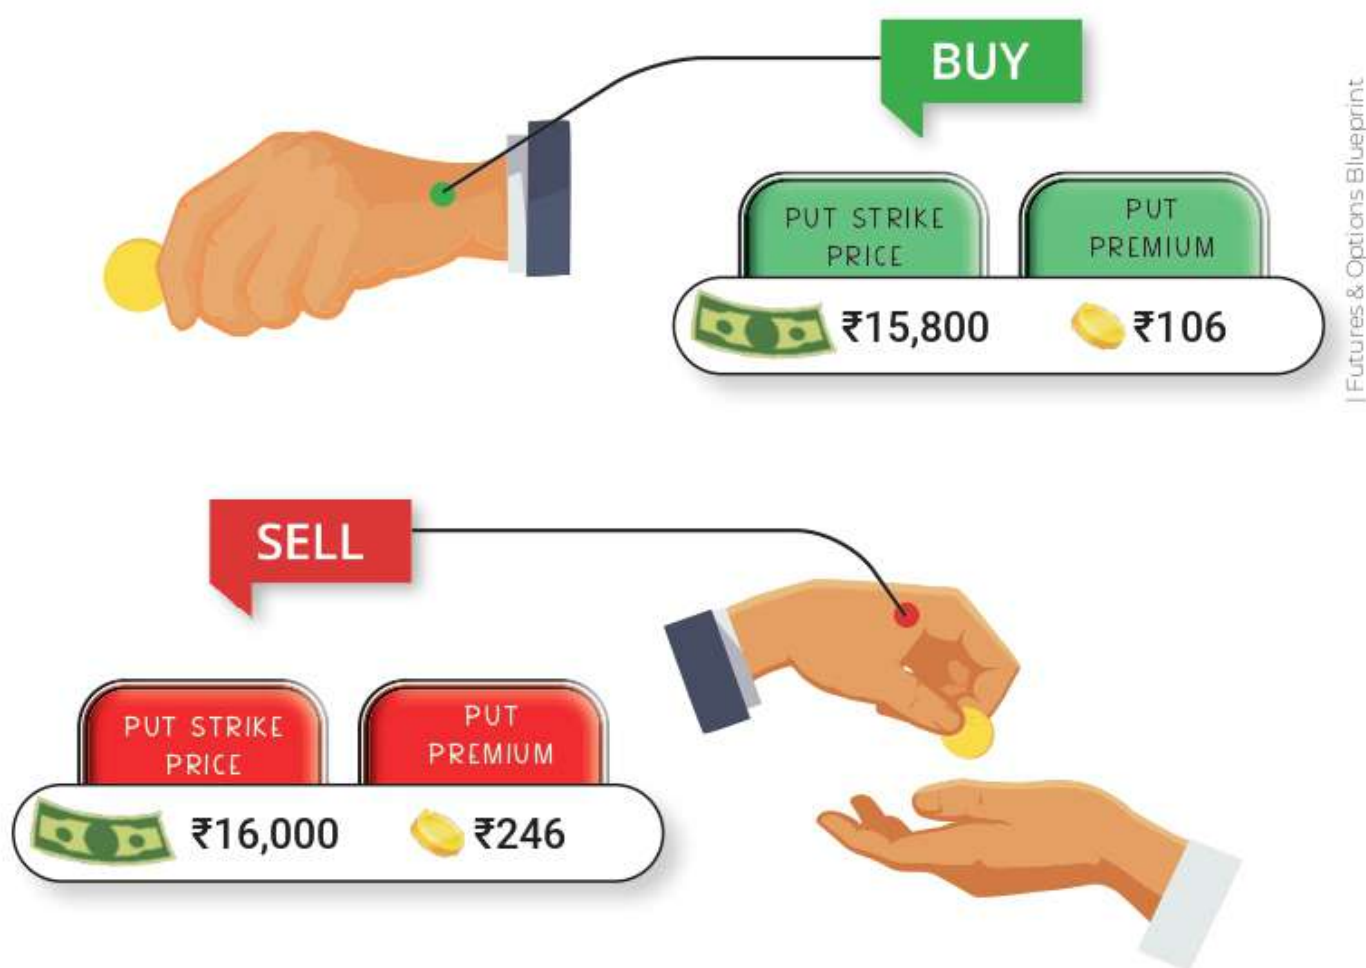 BUY
PUT STRIKE
PRICE
PUT
PREMIUM
₹15,800
₹106
| Futures & Options Blueprint
SELL
PUT STRIKE
PRICE
PUT
PREMIUM
₹16,000
₹246